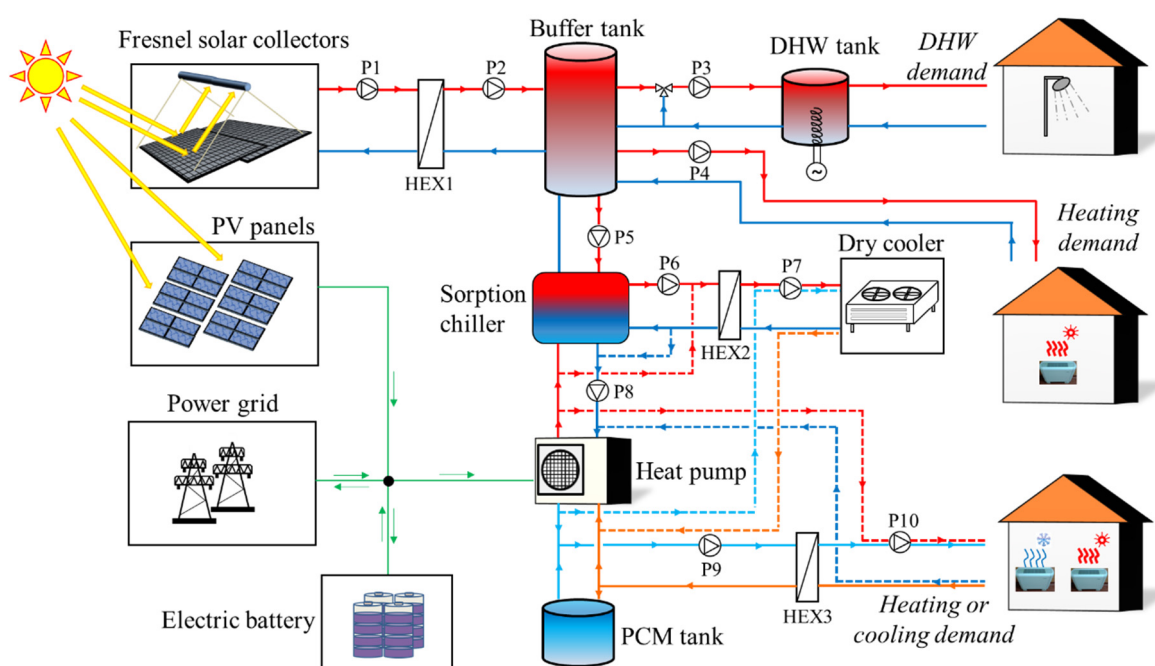 Fresnel solar collectors
Buffer tank
DHW tank
DHW
demand
P1
P2
P3
HEX1
P4
PV panels
Heating
demand
P5
Dry cooler
P6
P7
Sorption
chiller
HEX2
P8
Power grid
Heat pump
P10
P9
Electric battery
PCM tank
HEX3
Heating or
cooling demand